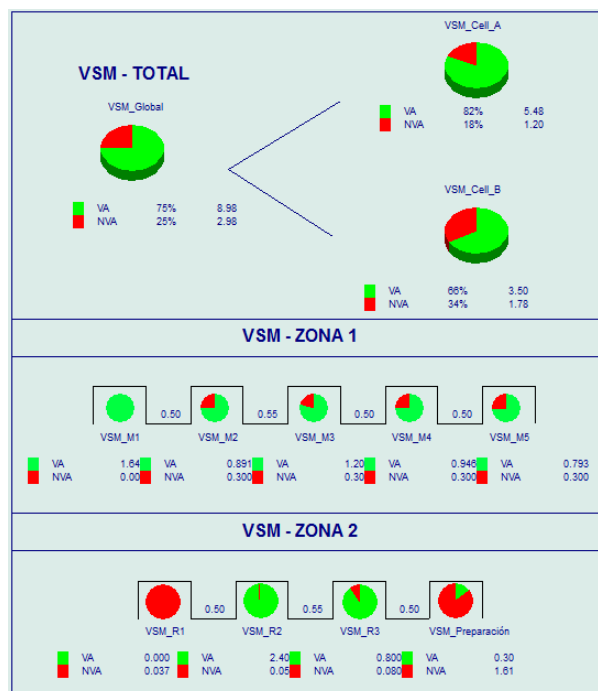 VSM - TOTAL
VSM_Global
VA 75% 8.98
NVA 25% 2.98
VSM_Cell_A
VA 82% 5.48
NVA 18% 1.20
VSM_Cell_B
VA 66% 3.50
NVA 34% 1.78
VSM - ZONA 1
0.50 0.55 0.50 0.50
VSM_M1 VSM_M2 VSM_M3 VSM_M4 VSM_M5
VA 1.64 VA 0.891 VA 1.20 VA 0.946 VA 0.793
NVA 0.00 NVA 0.300 NVA 0.30 NVA 0.300 NVA 0.300
VSM - ZONA 2
0.50 0.55 0.50
VSM_R1 VSM_R2 VSM_R3 VSM_Preparación
VA 0.000 VA 2.40 VA 0.800 VA 0.30
NVA 0.037 NVA 0.05 NVA 0.080 NVA 1.61